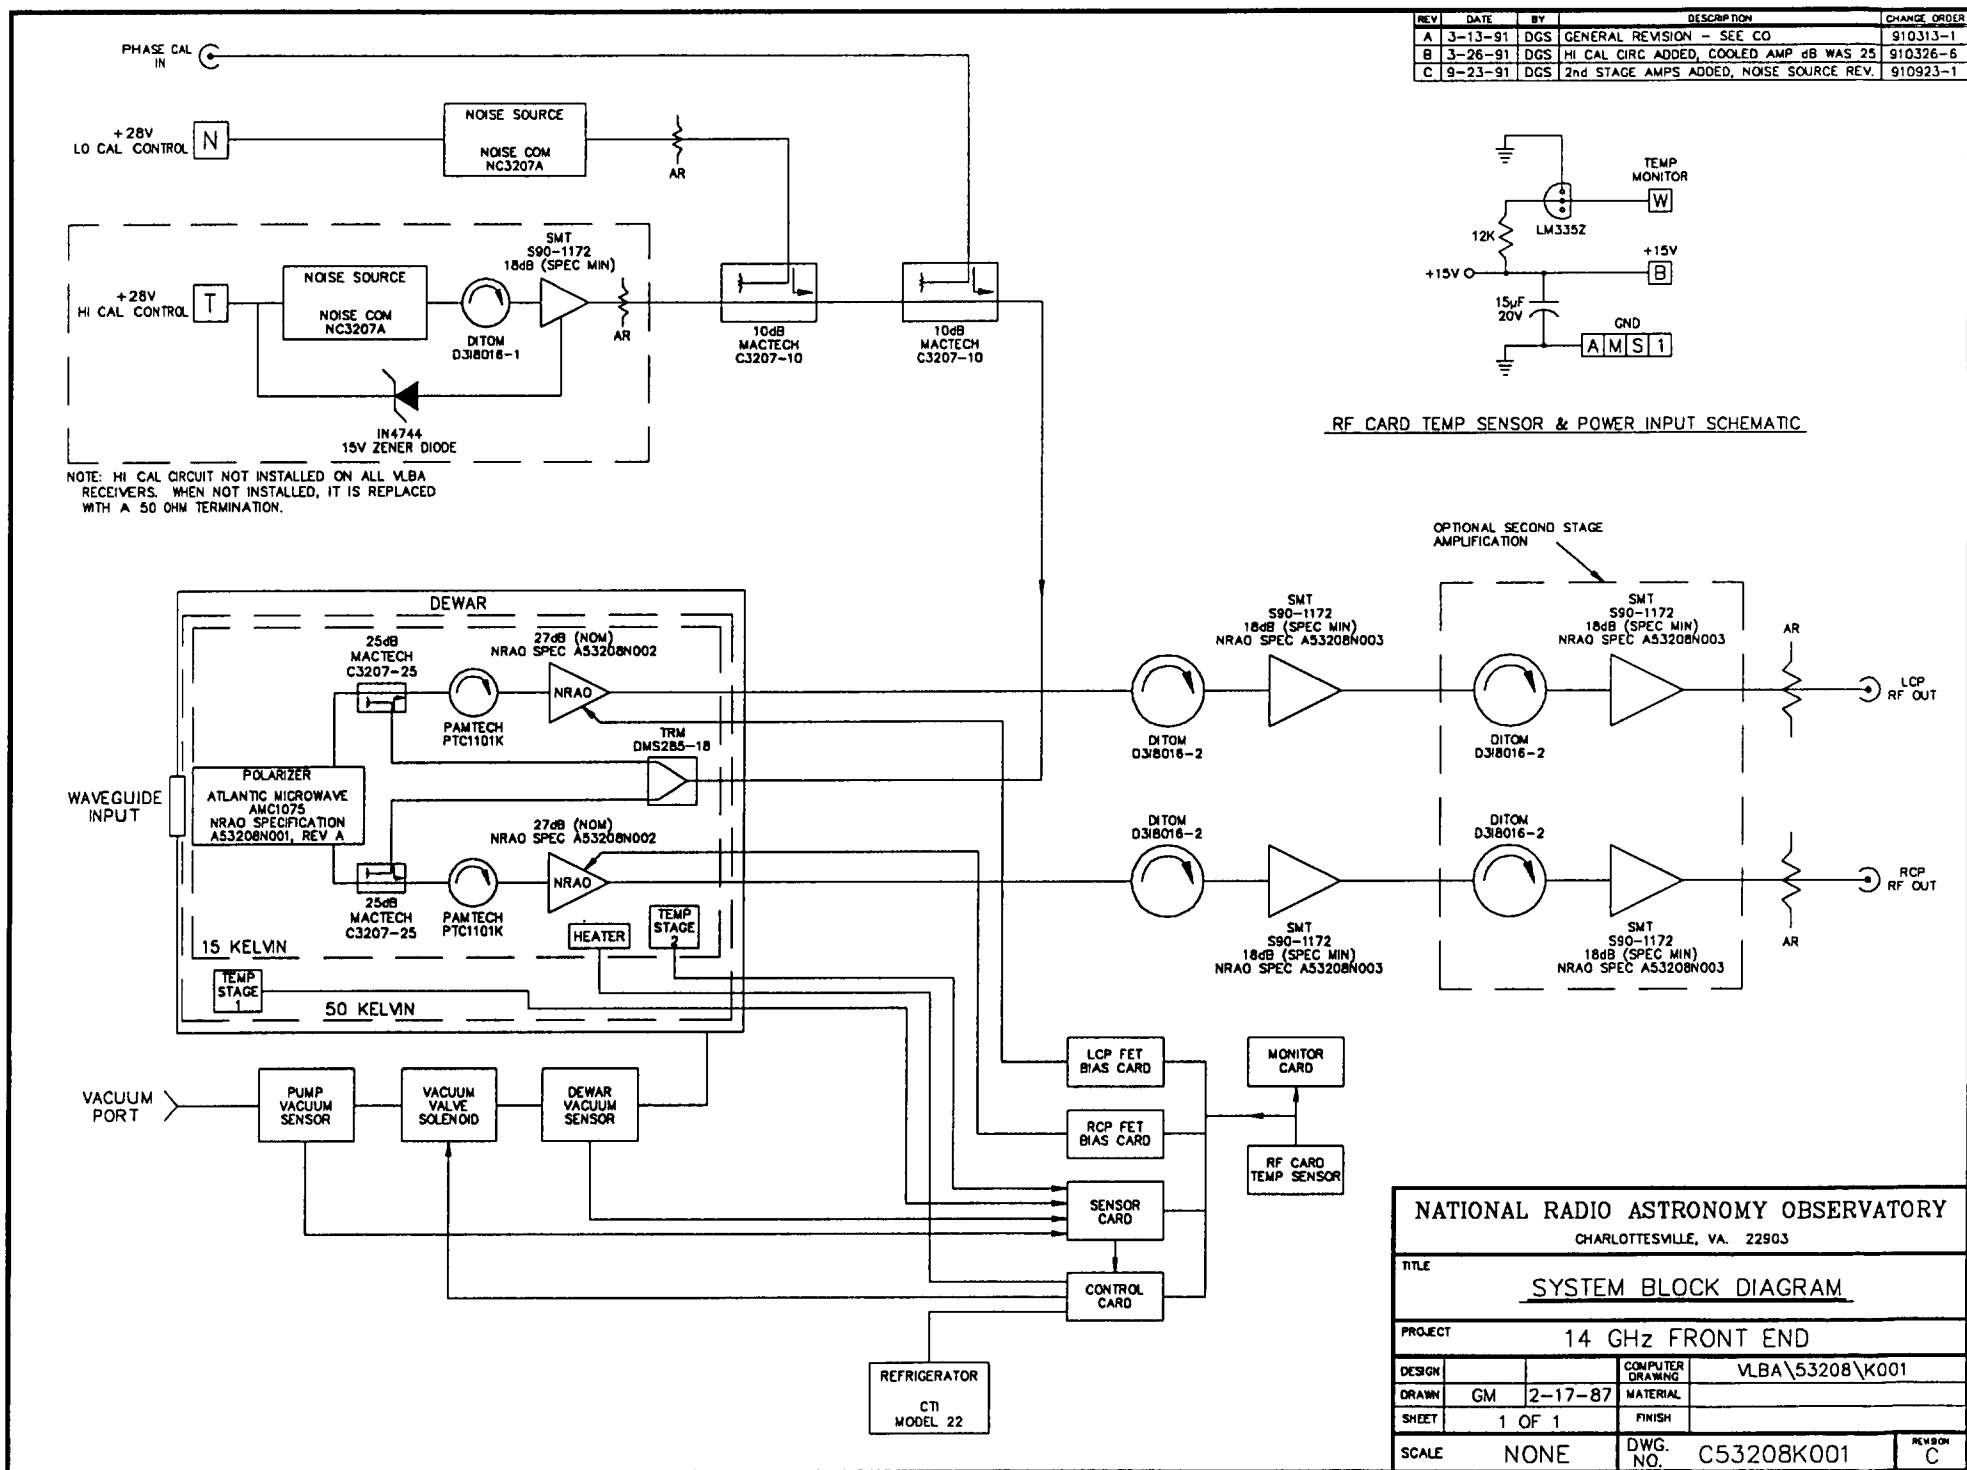 REV DATE BY DESCRIPTION CHANGE ORDER
A 3-13-91 DGS GENERAL REVISION - SEE CO 910313-1
B 3-26-91 DGS HI CAL CIRC ADDED, COOLED AMP dB WAS 25 910326-6
C 9-23-91 DGS 2nd STAGE AMPS ADDED, NOISE SOURCE REV. 910923-1
PHASE CAL
IN
+28V
LO CAL CONTROL
N
NOISE SOURCE
NOISE COM
NC3207A
AR
SMT
S90-1172
18dB (SPEC MIN)
+28V
HI CAL CONTROL
T
NOISE SOURCE
NOISE COM
NC3207A
DITOM
D3I8016-1
AR
IN4744
15V ZENER DIODE
10dB
MACTECH
C3207-10
10dB
MACTECH
C3207-10
NOTE: HI CAL CIRCUIT NOT INSTALLED ON ALL VLBA
RECEIVERS. WHEN NOT INSTALLED, IT IS REPLACED
WITH A 50 OHM TERMINATION.
TEMP
MONITOR
W
LM335Z
12K
+15V
+15V
B
15µF
20V
GND
A M S 1
RF CARD TEMP SENSOR & POWER INPUT SCHEMATIC
OPTIONAL SECOND STAGE
AMPLIFICATION
DEWAR
25dB
MACTECH
C3207-25
27dB (NOM)
NRAO SPEC A53208N002
NRAO
PAMTECH
PTC1101K
TRM
DMS285-18
WAVEGUIDE
INPUT
POLARIZER
ATLANTIC MICROWAVE
AMC1075
NRAO SPECIFICATION
A53208N001, REV A
27dB (NOM)
NRAO SPEC A53208N002
NRAO
25dB
MACTECH
C3207-25
PAMTECH
PTC1101K
HEATER
TEMP
STAGE
2
15 KELVIN
TEMP
STAGE
1
50 KELVIN
DITOM
D3I8016-2
SMT
S90-1172
18dB (SPEC MIN)
NRAO SPEC A53208N003
DITOM
D3I8016-2
SMT
S90-1172
18dB (SPEC MIN)
NRAO SPEC A53208N003
AR
LCP
RF OUT
DITOM
D3I8016-2
SMT
S90-1172
18dB (SPEC MIN)
NRAO SPEC A53208N003
DITOM
D3I8016-2
SMT
S90-1172
18dB (SPEC MIN)
NRAO SPEC A53208N003
AR
RCP
RF OUT
VACUUM
PORT
PUMP
VACUUM
SENSOR
VACUUM
VALVE
SOLENOID
DEWAR
VACUUM
SENSOR
LCP FET
BIAS CARD
RCP FET
BIAS CARD
SENSOR
CARD
CONTROL
CARD
MONITOR
CARD
RF CARD
TEMP SENSOR
REFRIGERATOR
CTI
MODEL 22
NATIONAL RADIO ASTRONOMY OBSERVATORY
CHARLOTTESVILLE, VA. 22903
TITLE
SYSTEM BLOCK DIAGRAM
PROJECT 14 GHz FRONT END
DESIGN COMPUTER DRAWING VLBA\53208\K001
DRAWN GM 2-17-87 MATERIAL
SHEET 1 OF 1 FINISH
SCALE NONE DWG. NO. C53208K001 REVISION C